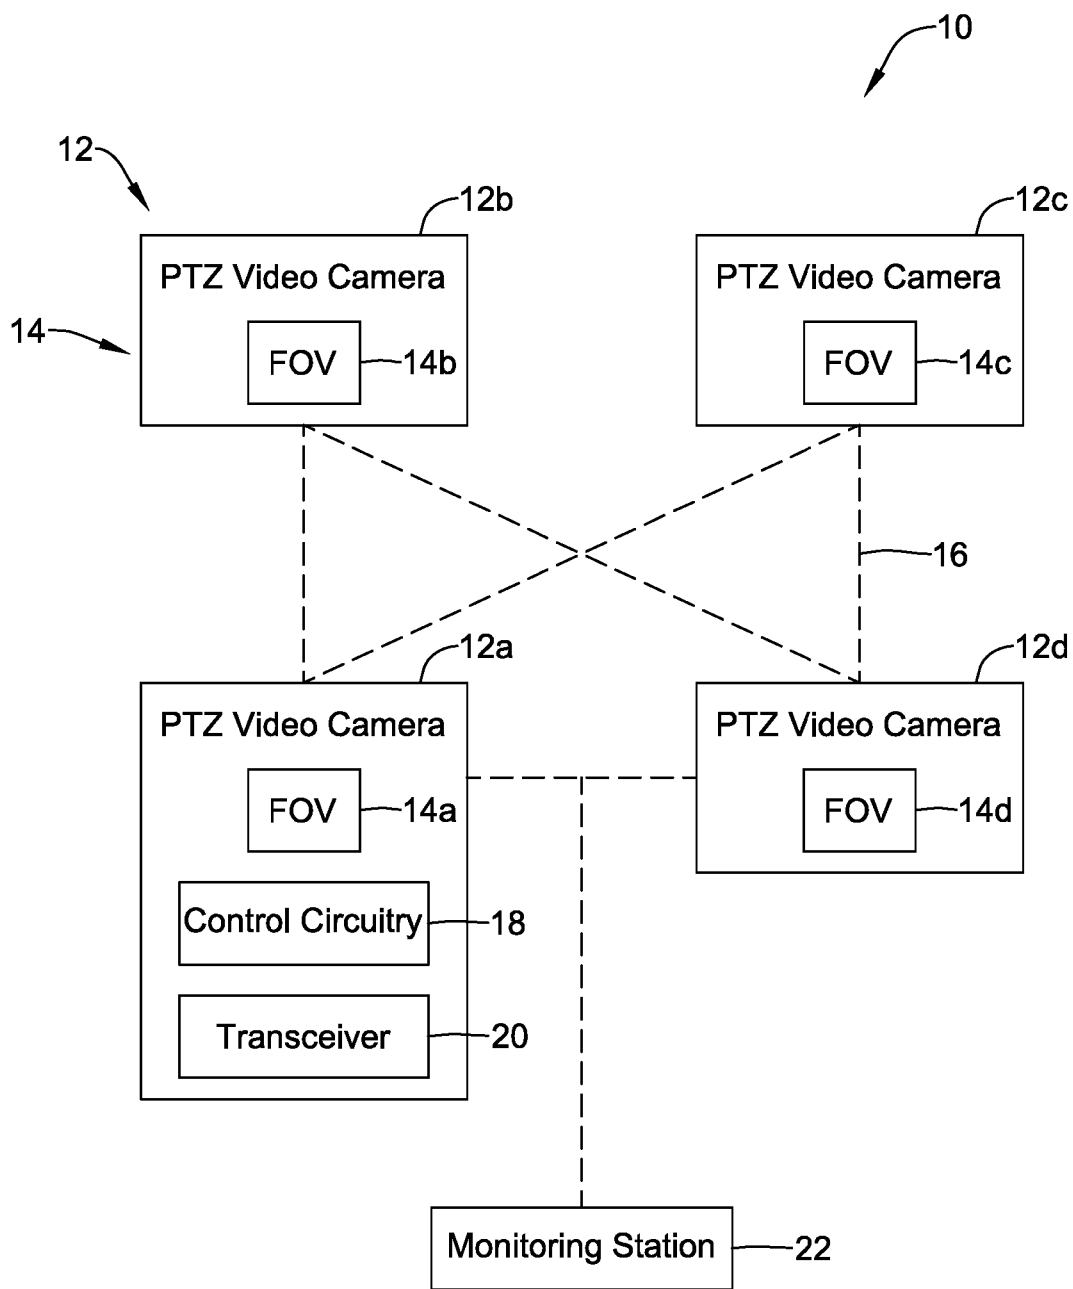 10
12
12b
12c
PTZ Video Camera
PTZ Video Camera
14
FOV
14b
FOV
14c
16
12a
12d
PTZ Video Camera
PTZ Video Camera
FOV
14a
FOV
14d
Control Circuitry
18
Transceiver
20
Monitoring Station
22